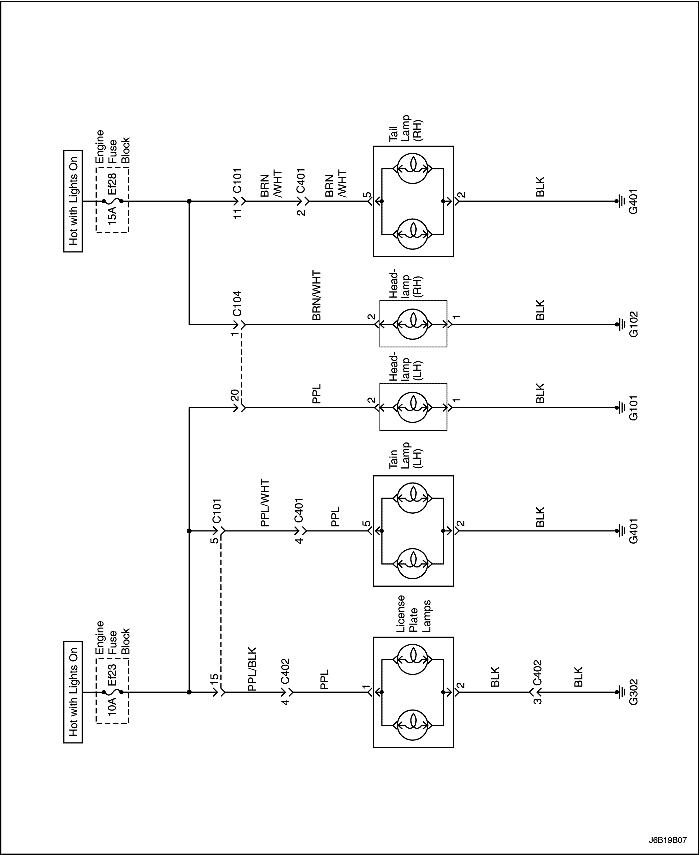 Hot with Lights On
10A Ef23
Engine
Fuse
Block
15
PPL/BLK
4 C402
PPL
1
License
Plate
Lamps
2
BLK
3 C402
BLK
G302
5 C101
PPL/WHT
4 C401
PPL
5
Tain
Lamp
(LH)
2
BLK
G401
20
PPL
2
Head-
lamp
(LH)
1
BLK
G101
1 C104
BRN/WHT
2
Head-
lamp
(RH)
1
BLK
G102
Hot with Lights On
15A Ef28
Engine
Fuse
Block
11 C101
BRN
/WHT
2 C401
BRN
/WHT
5
Tail
Lamp
(RH)
2
BLK
G401
J6B19B07